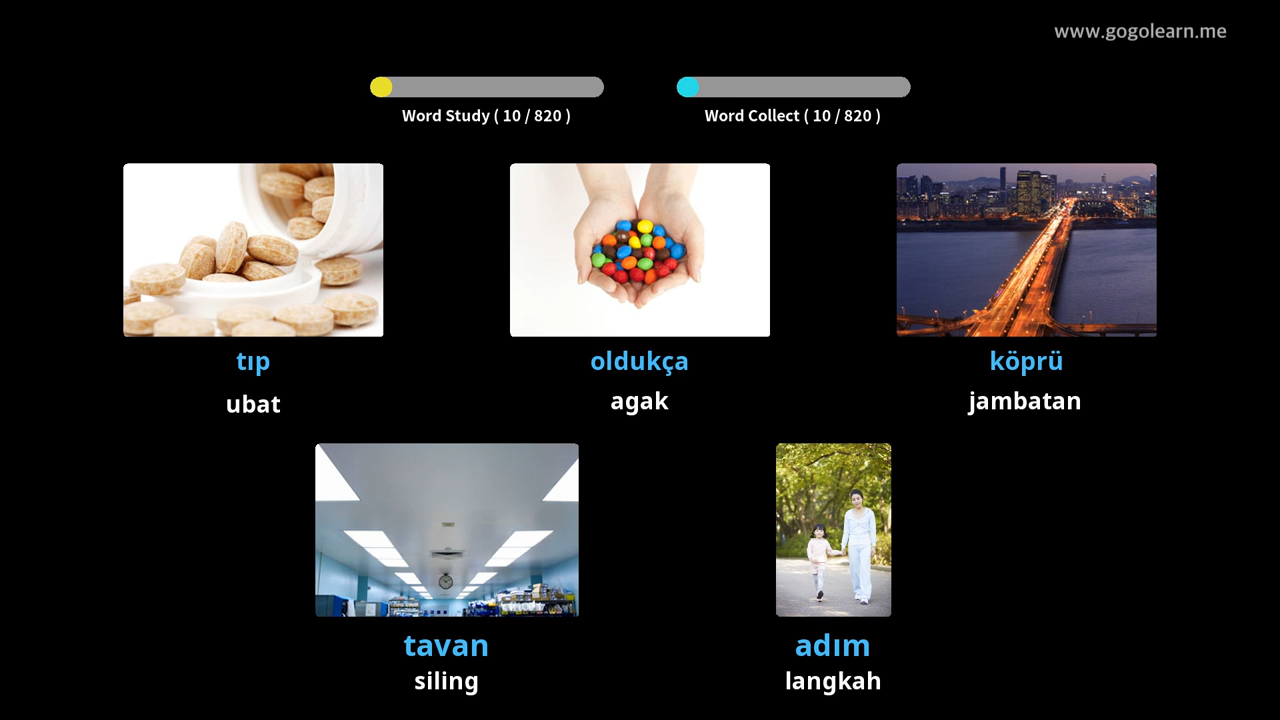 www.gogolearn.me
Word Study ( 10 / 820 )
Word Collect ( 10 / 820 )
tıp
ubat
oldukça
agak
köprü
jambatan
tavan
siling
adım
langkah